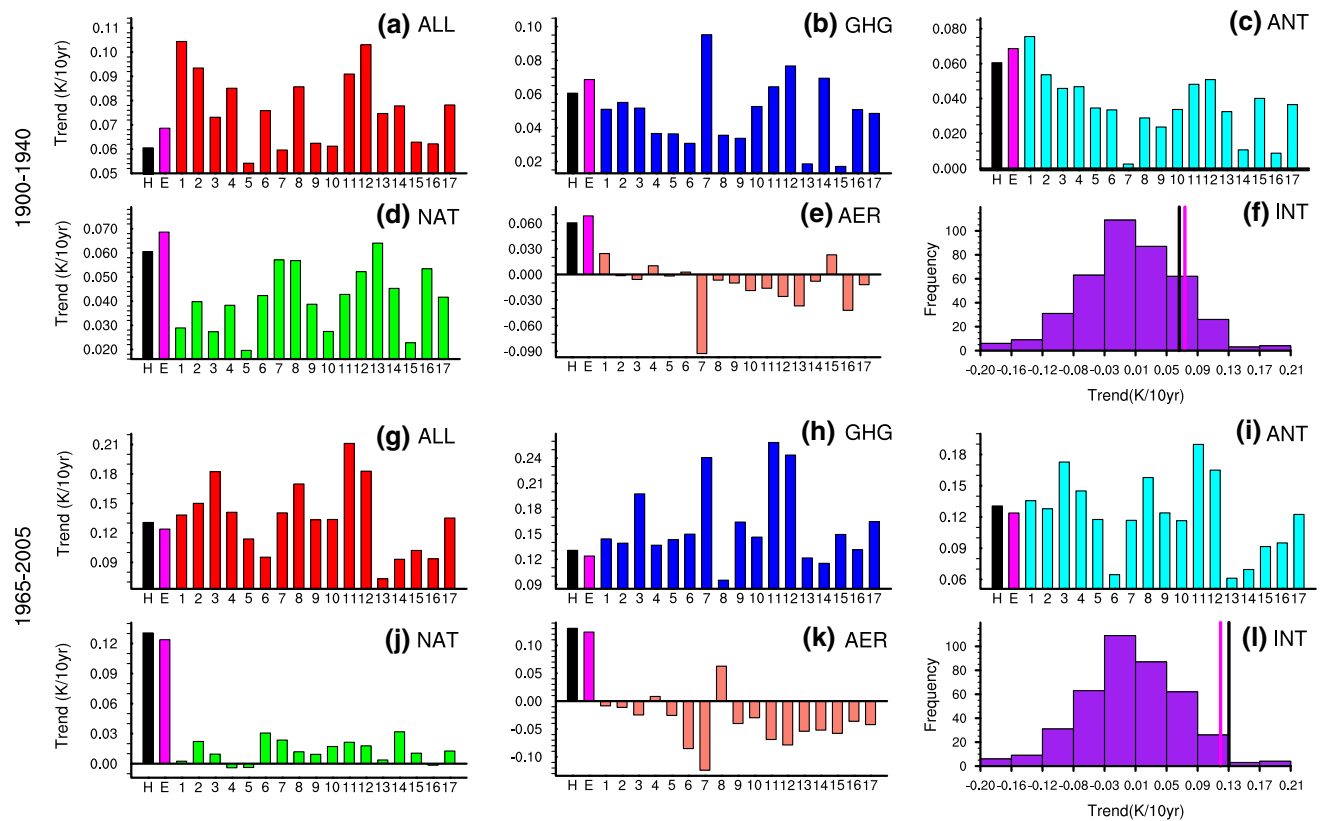 1900-1940
(a) ALL
Trend (K/10yr)
0.11
0.10
0.09
0.08
0.07
0.06
0.05
H E 1 2 3 4 5 6 7 8 9 10 11 12 13 14 15 16 17
(b) GHG
0.10
0.08
0.06
0.04
0.02
H E 1 2 3 4 5 6 7 8 9 10 11 12 13 14 15 16 17
(c) ANT
0.080
0.060
0.040
0.020
0.000
H E 1 2 3 4 5 6 7 8 9 10 11 12 13 14 15 16 17
(d) NAT
Trend (K/10yr)
0.070
0.060
0.050
0.040
0.030
0.020
H E 1 2 3 4 5 6 7 8 9 10 11 12 13 14 15 16 17
(e) AER
0.060
0.030
0.000
-0.030
-0.060
-0.090
H E 1 2 3 4 5 6 7 8 9 10 11 12 13 14 15 16 17
(f) INT
Frequency
100
80
60
40
20
0
-0.20 -0.16 -0.12 -0.08 -0.03 0.01 0.05 0.09 0.13 0.17 0.21
Trend(K/10yr)
1965-2005
(g) ALL
Trend (K/10yr)
0.21
0.18
0.15
0.12
0.09
H E 1 2 3 4 5 6 7 8 9 10 11 12 13 14 15 16 17
(h) GHG
0.24
0.21
0.18
0.15
0.12
0.09
H E 1 2 3 4 5 6 7 8 9 10 11 12 13 14 15 16 17
(i) ANT
0.18
0.15
0.12
0.09
0.06
H E 1 2 3 4 5 6 7 8 9 10 11 12 13 14 15 16 17
(j) NAT
Trend (K/10yr)
0.12
0.09
0.06
0.03
0.00
H E 1 2 3 4 5 6 7 8 9 10 11 12 13 14 15 16 17
(k) AER
0.10
0.05
0.00
-0.05
-0.10
H E 1 2 3 4 5 6 7 8 9 10 11 12 13 14 15 16 17
(l) INT
Frequency
100
80
60
40
20
0
-0.20 -0.16 -0.12 -0.08 -0.03 0.01 0.05 0.09 0.13 0.17 0.21
Trend(K/10yr)